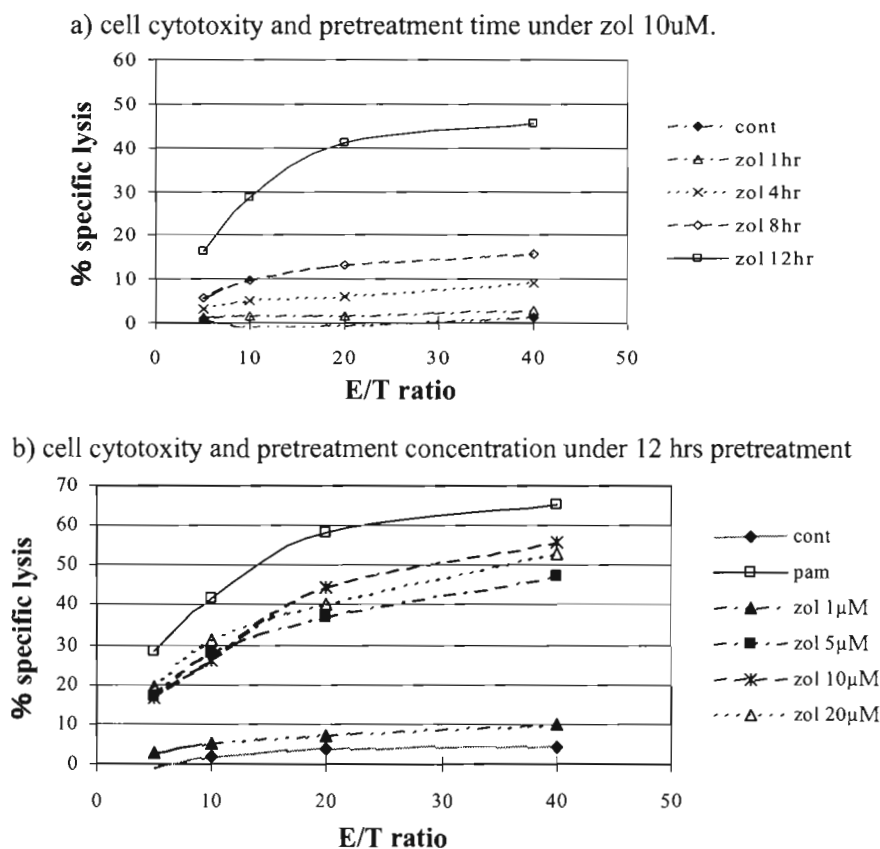 a) cell cytotoxity and pretreatment time under zol 10uM.
60
50
40
30
20
10
0
% specific lysis
0 10 20 30 40 50
E/T ratio
cont
zol 1hr
zol 4hr
zol 8hr
zol 12hr
b) cell cytotoxity and pretreatment concentration under 12 hrs pretreatment
70
60
50
40
30
20
10
0
% specific lysis
0 10 20 30 40 50
E/T ratio
cont
pam
zol 1µM
zol 5µM
zol 10µM
zol 20µM